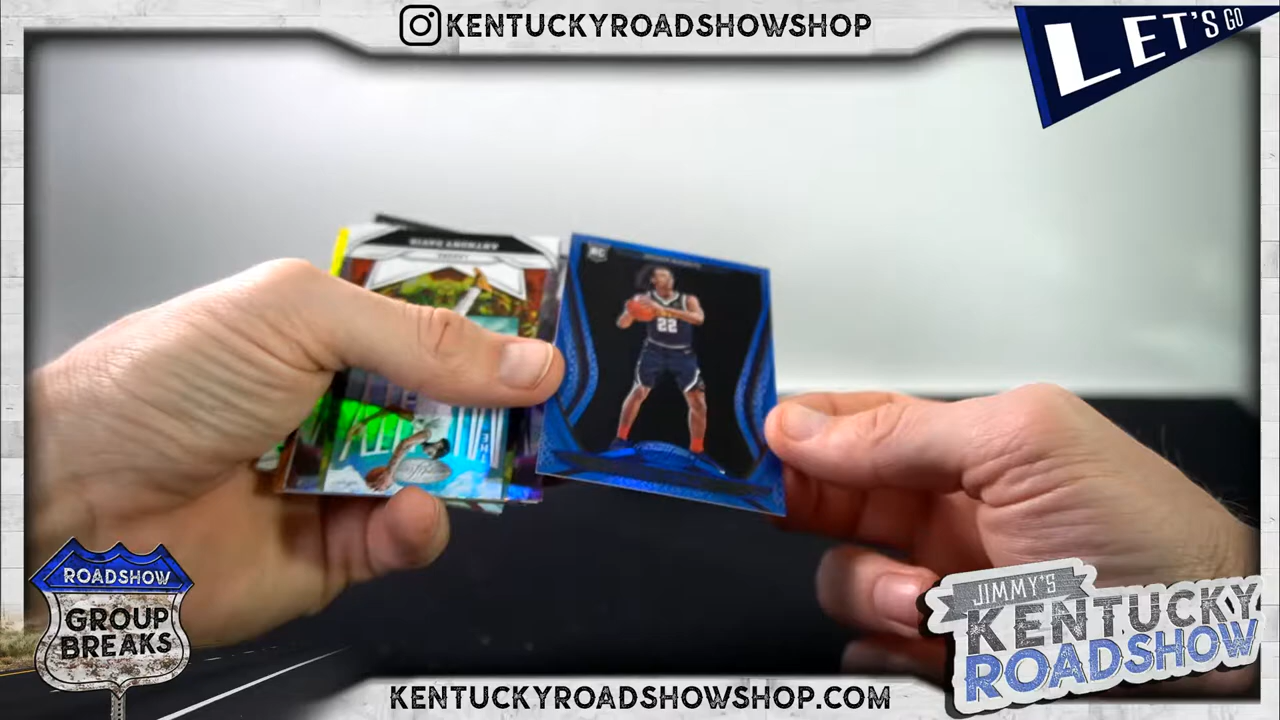 KENTUCKYROADSHOWSHOP
LET'S GO
ANTHONY DAVIS
RC
22
ROADSHOW
GROUP
BREAKS
JIMMY'S
KENTUCKY
ROADSHOW
KENTUCKYROADSHOWSHOP.COM